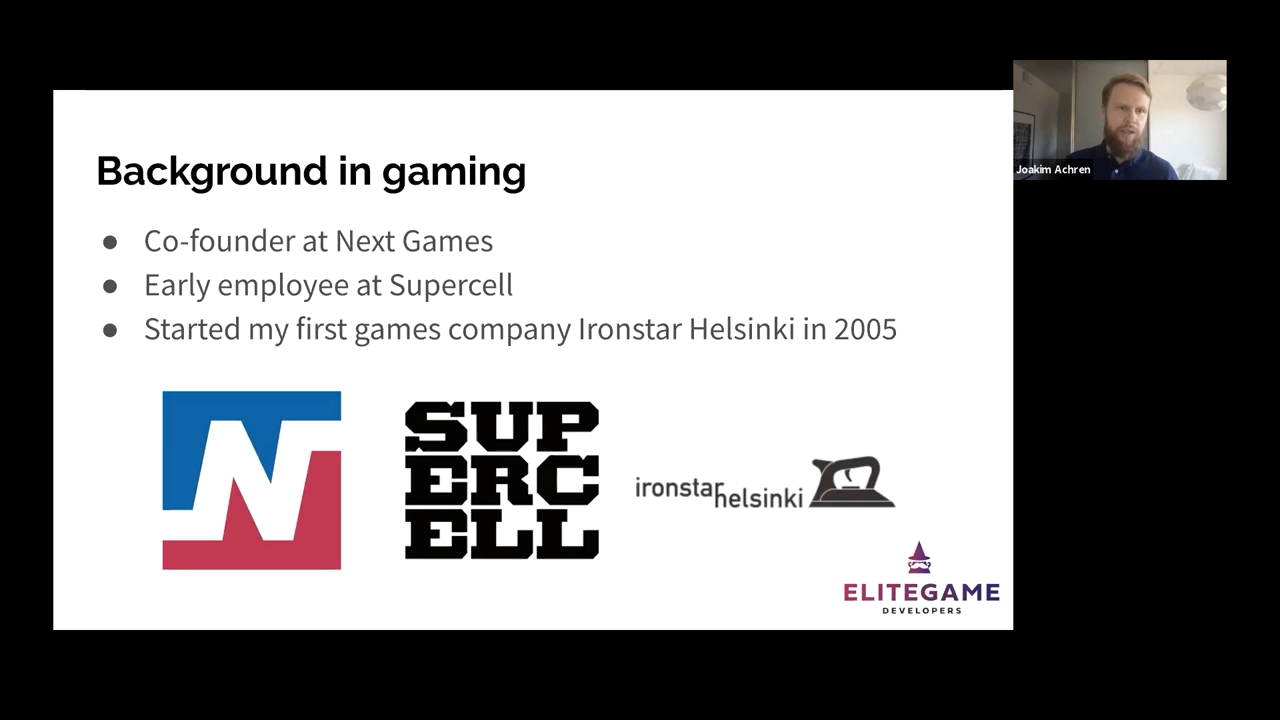 Background in gaming
● Co-founder at Next Games
● Early employee at Supercell
● Started my first games company Ironstar Helsinki in 2005
N
SUP
ERC
ELL
ironstar
helsinki
ELITEGAME
DEVELOPERS
Joakim Achren